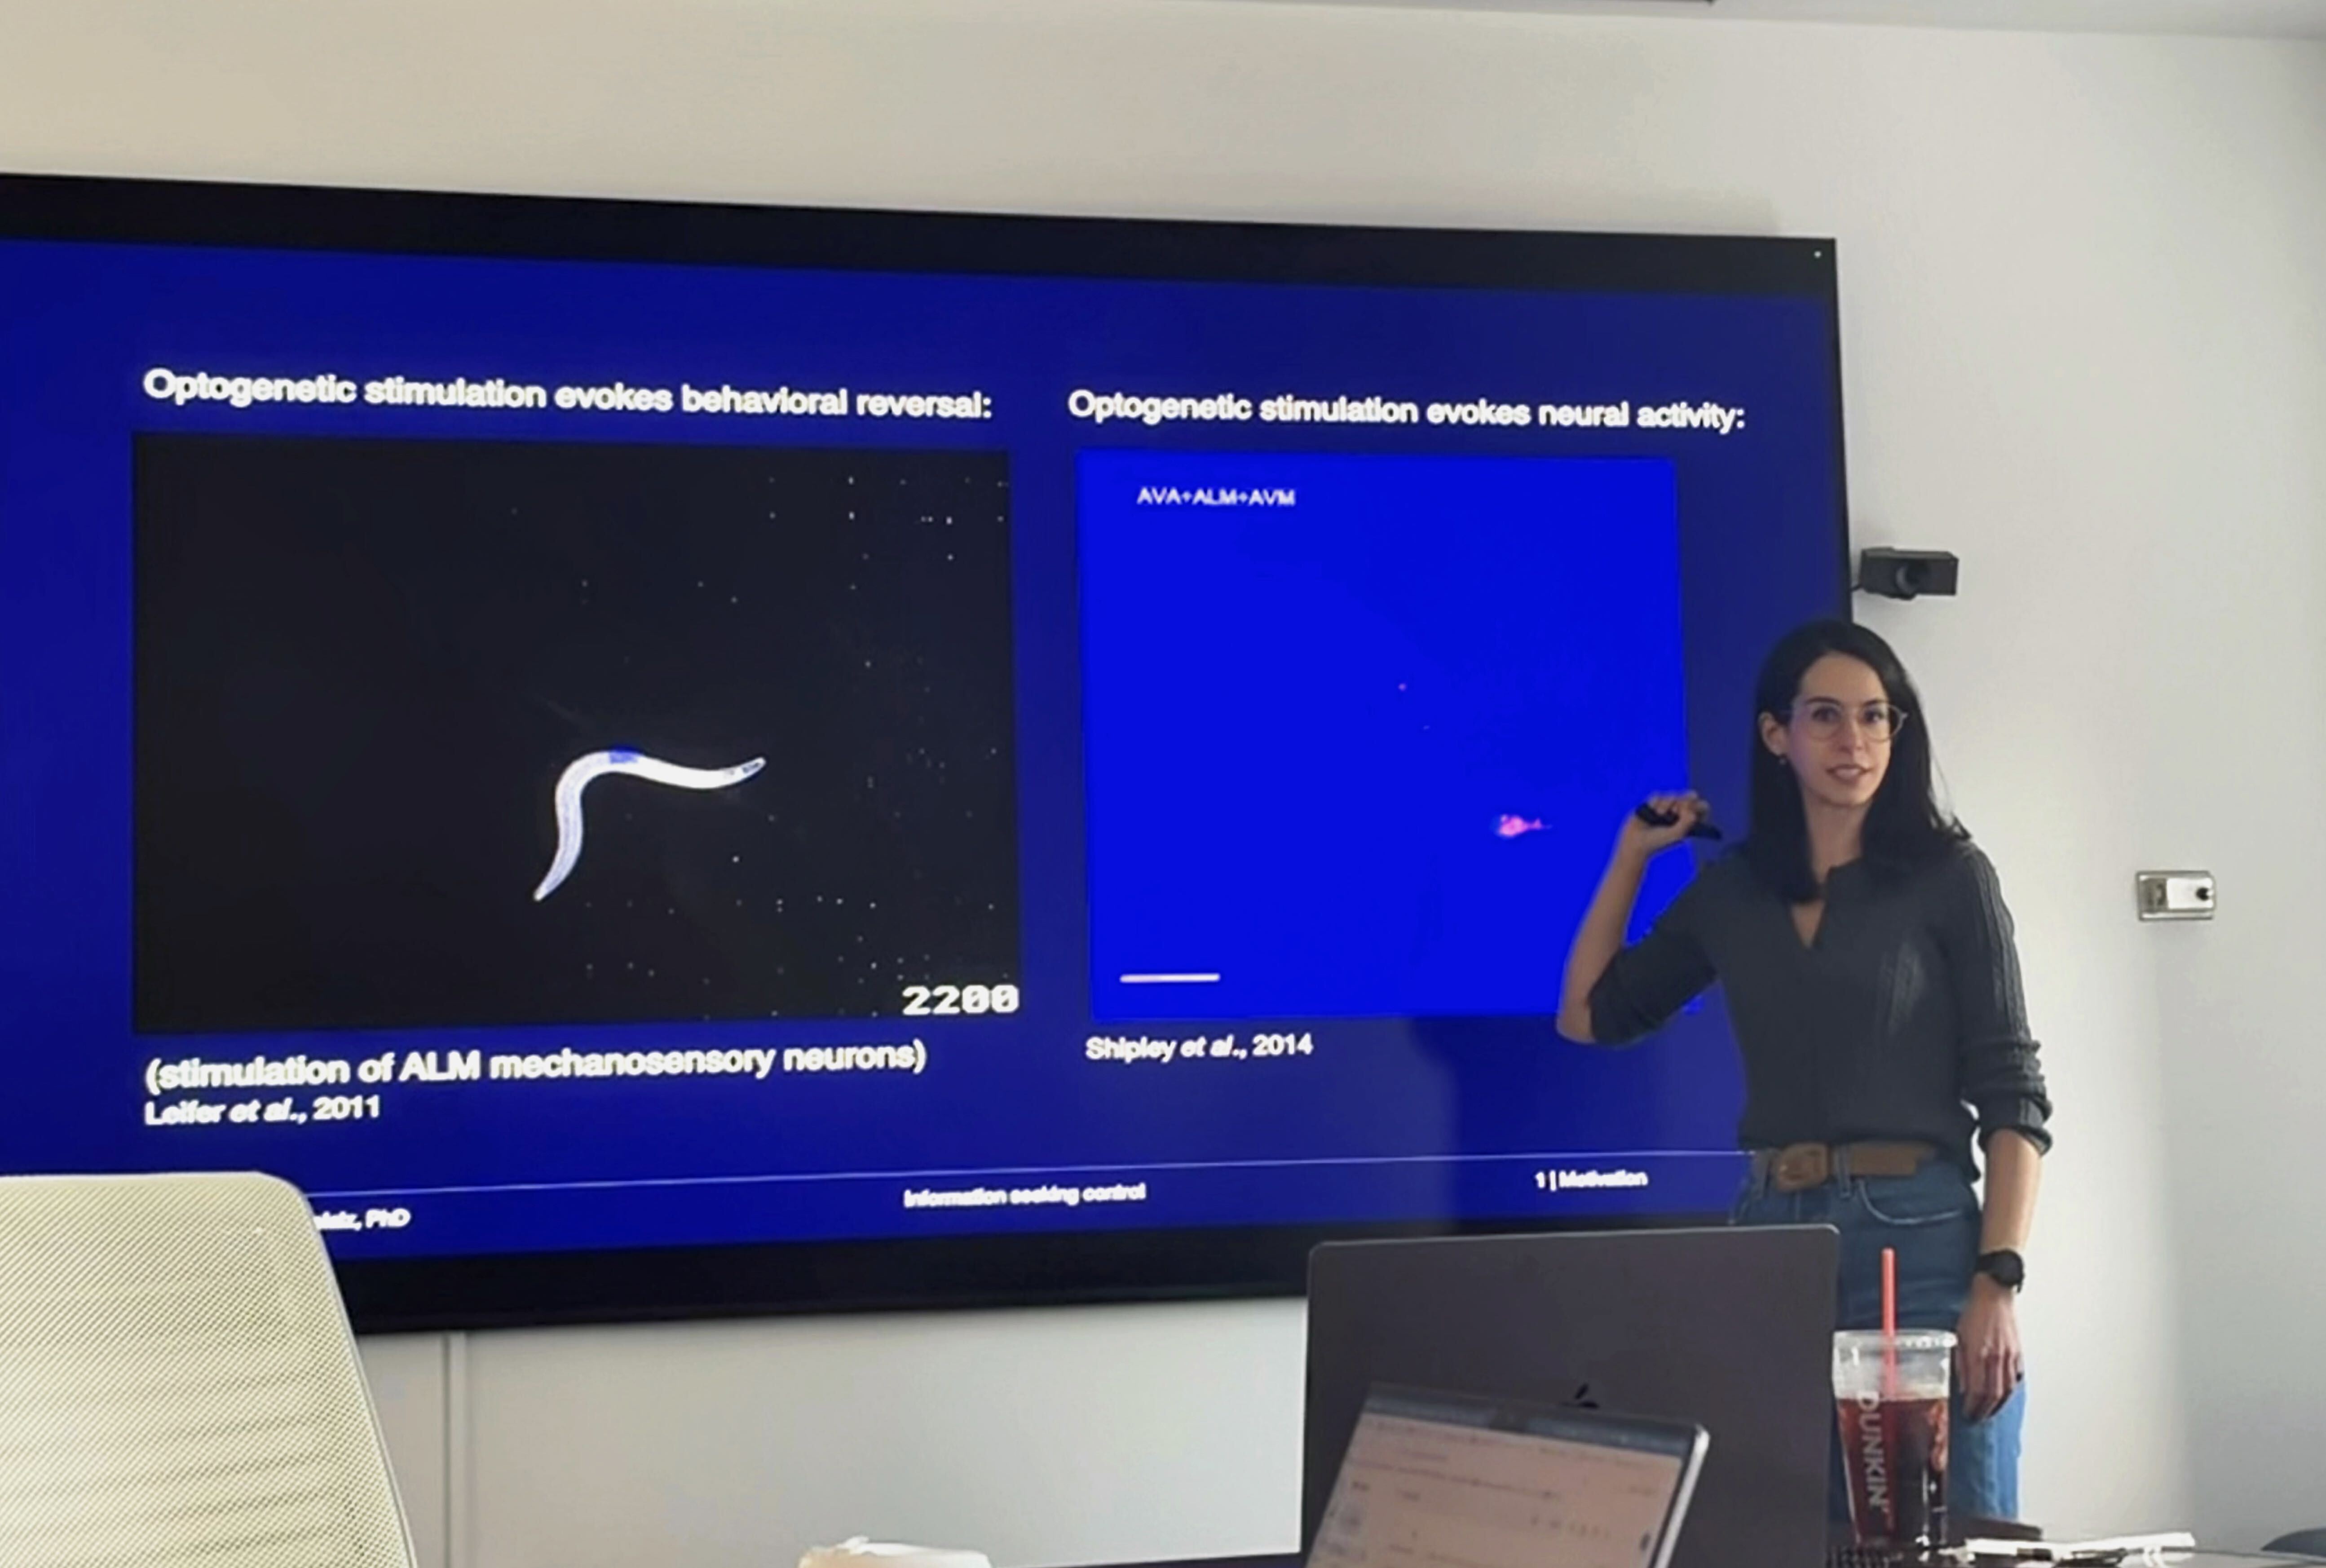 Optogenetic stimulation evokes behavioral reversal:
2200
(stimulation of ALM mechanosensory neurons)
Leifer et al., 2011
Optogenetic stimulation evokes neural activity:
AVA+ALM+AVM
Shipley et al., 2014
PhD
Information seeking control
1 | Motivation
DUNKIN'